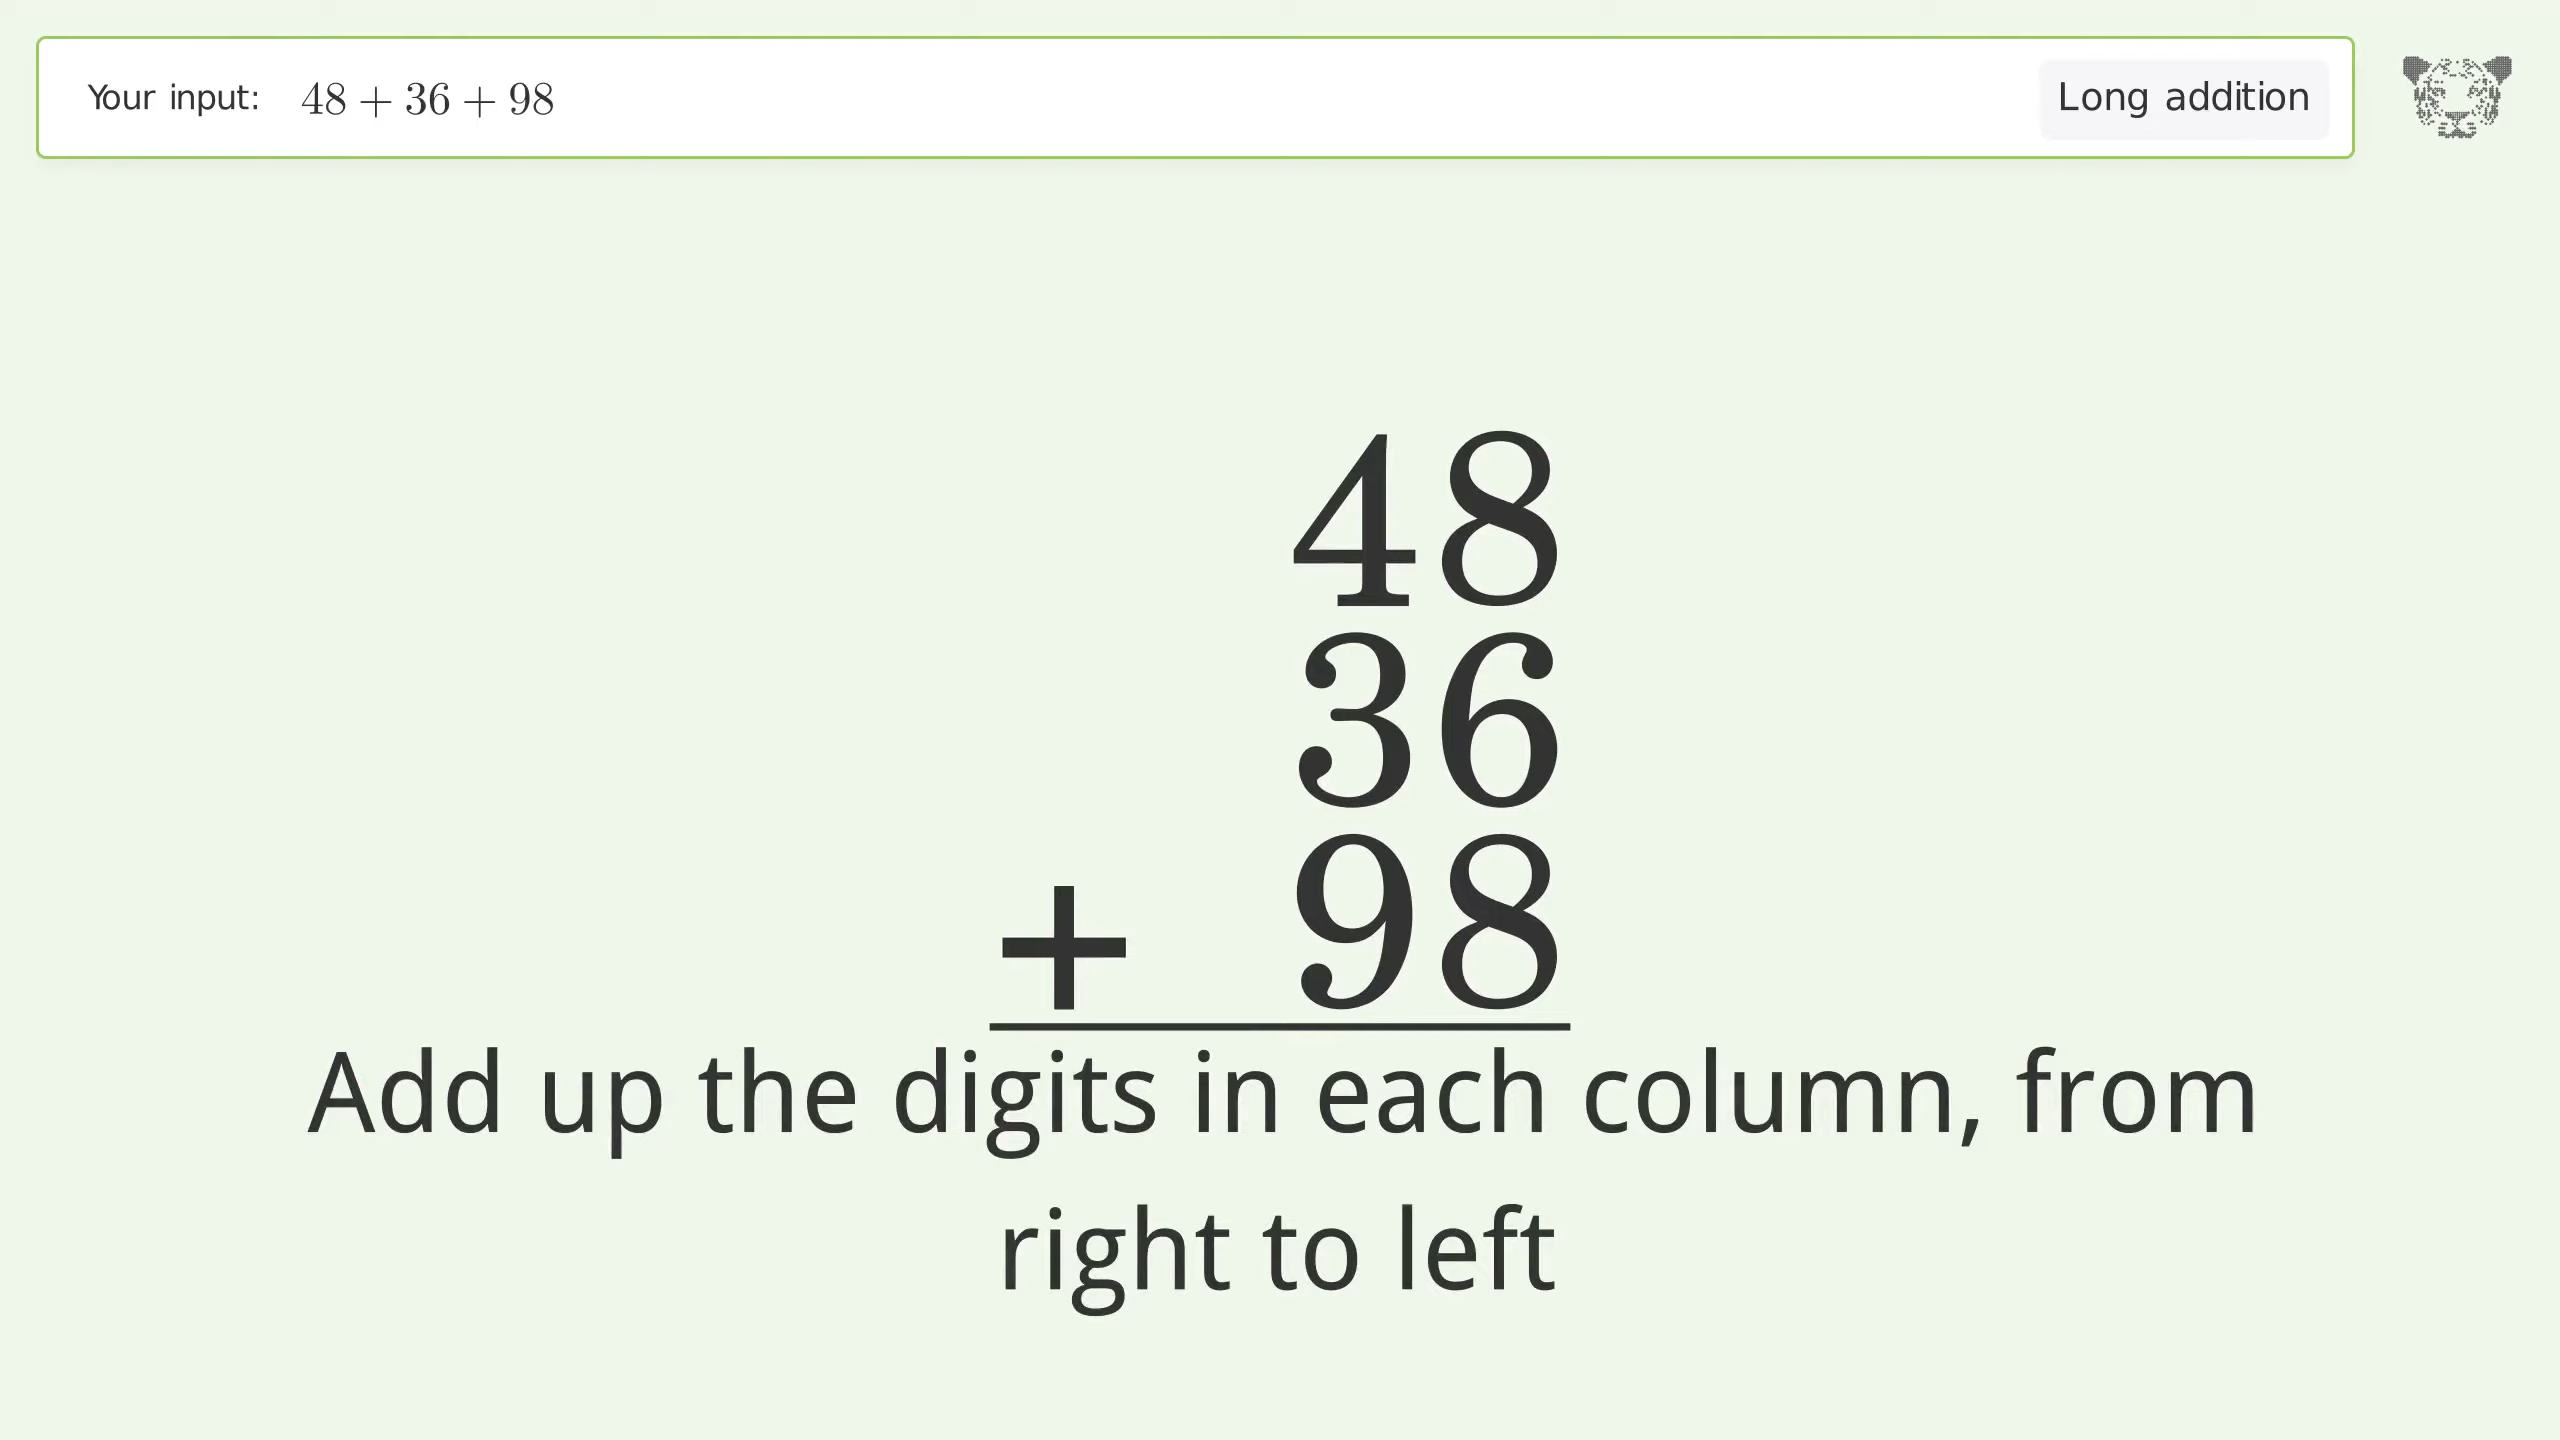 Your input: 48 + 36 + 98 Long addition
48
36
+ 98
Add up the digits in each column, from
right to left